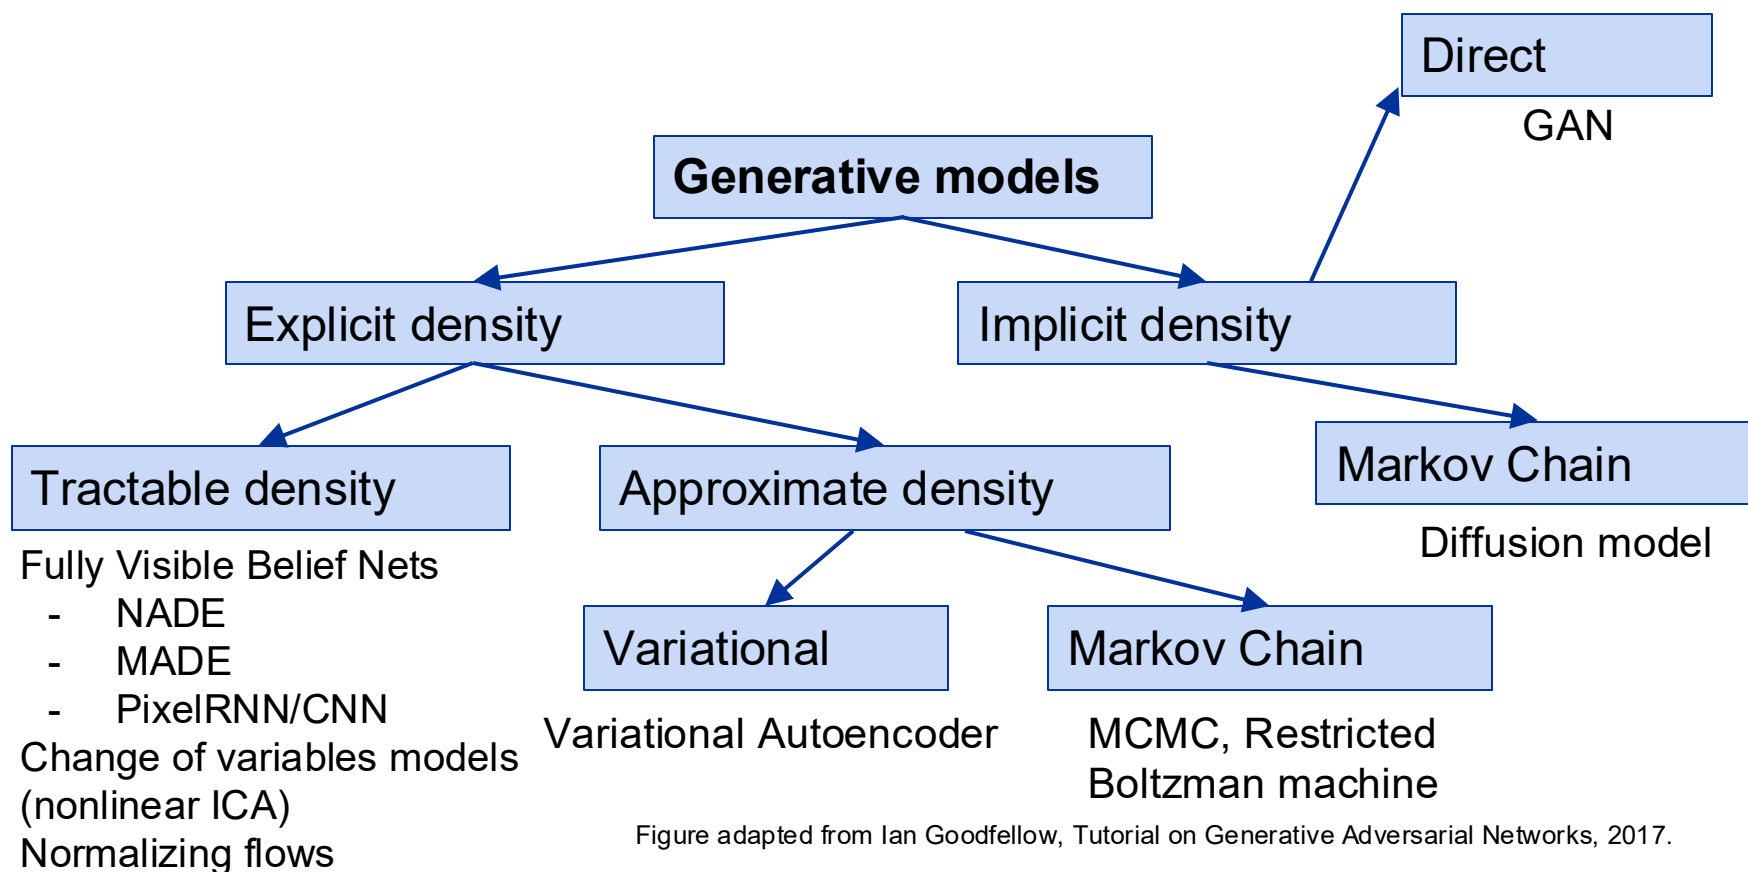 Direct
GAN
Generative models
Explicit density
Implicit density
Tractable density
Approximate density
Markov Chain
Diffusion model
Fully Visible Belief Nets
- NADE
- MADE
- PixelRNN/CNN
Change of variables models
(nonlinear ICA)
Normalizing flows
Variational
Markov Chain
Variational Autoencoder
MCMC, Restricted
Boltzman machine
Figure adapted from Ian Goodfellow, Tutorial on Generative Adversarial Networks, 2017.